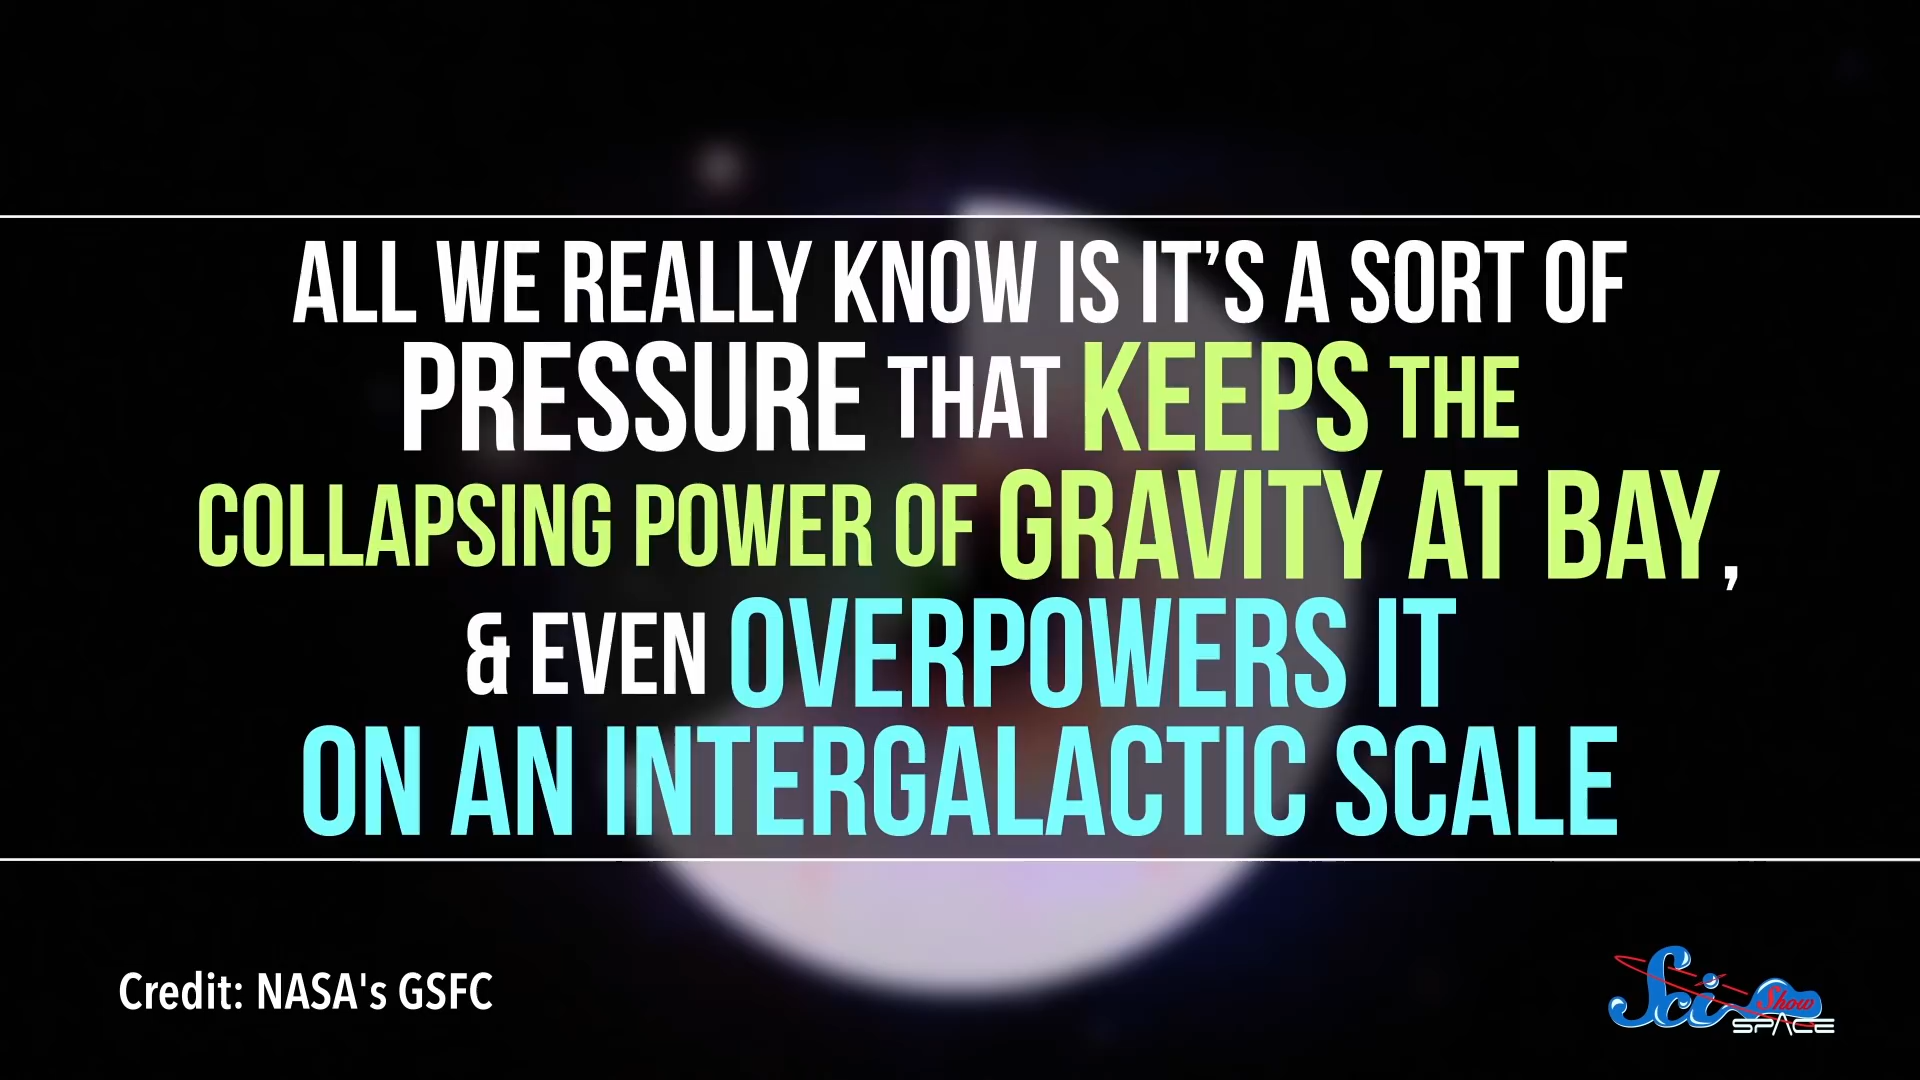 ALL WE REALLY KNOW IS IT’S A SORT OF
PRESSURE THAT KEEPS THE
COLLAPSING POWER OF GRAVITY AT BAY,
& EVEN OVERPOWERS IT
ON AN INTERGALACTIC SCALE
Credit: NASA's GSFC
Sci Show
SPACE